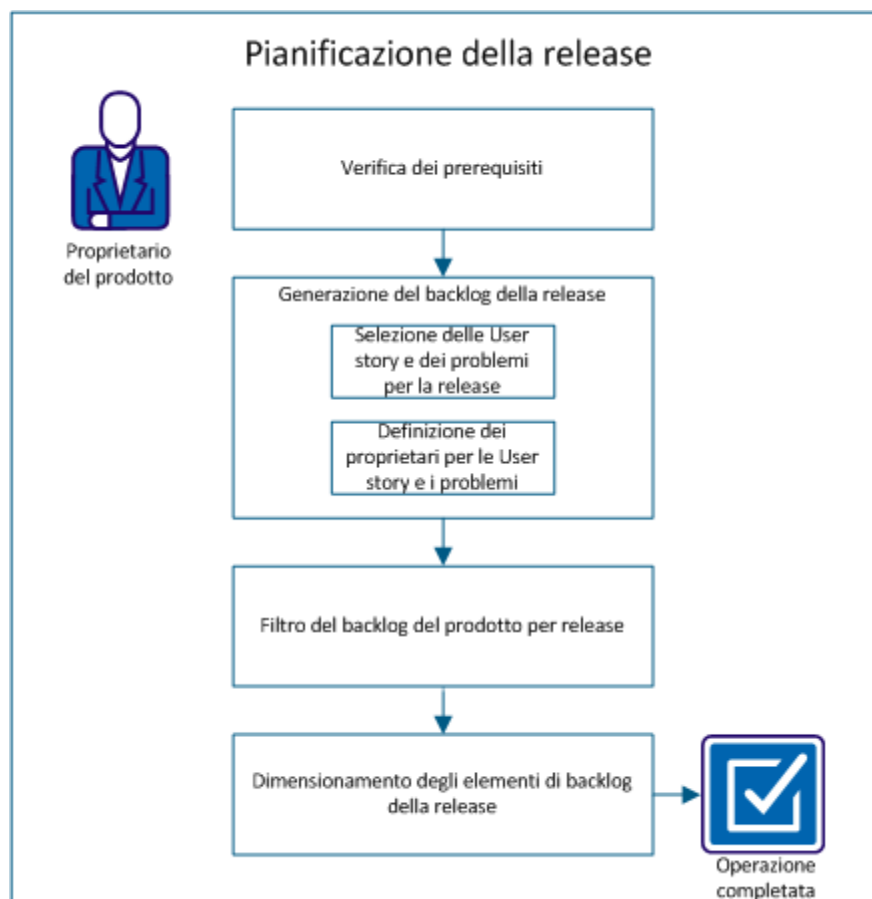 Pianificazione della release
Proprietario
del prodotto
Verifica dei prerequisiti
Generazione del backlog della release
Selezione delle User
story e dei problemi
per la release
Definizione dei
proprietari per le User
story e i problemi
Filtro del backlog del prodotto per release
Dimensionamento degli elementi di backlog
della release
Operazione
completata